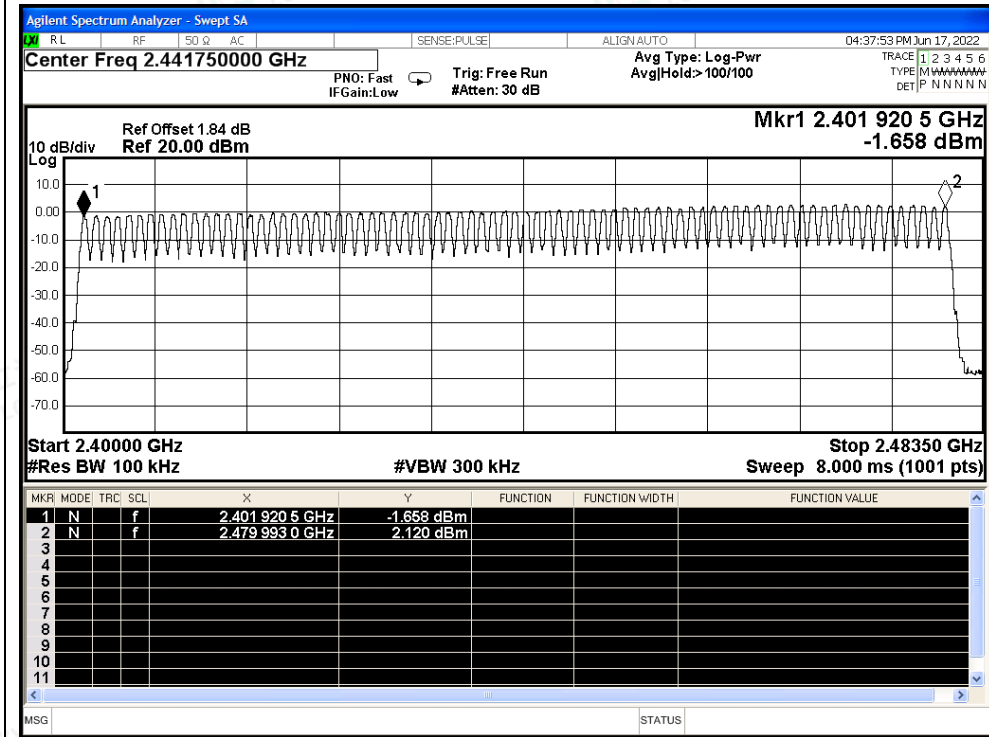 Agilent Spectrum Analyzer - Swept SA
LXI RL RF 50 Ω AC SENSE:PULSE ALIGN AUTO 04:37:53 PM Jun 17, 2022
Center Freq 2.441750000 GHz
PNO: Fast Trig: Free Run Avg Type: Log-Pwr TRACE 1 2 3 4 5 6
IFGain:Low #Atten: 30 dB Avg|Hold:>100/100 TYPE M
DET P N N N N N
Ref Offset 1.84 dB Mkr1 2.401 920 5 GHz
10 dB/div Ref 20.00 dBm -1.658 dBm
Log
10.0
0.00
-10.0
-20.0
-30.0
-40.0
-50.0
-60.0
-70.0
1
2
Start 2.40000 GHz Stop 2.48350 GHz
#Res BW 100 kHz #VBW 300 kHz Sweep 8.000 ms (1001 pts)
MKR MODE TRC SCL X Y FUNCTION FUNCTION WIDTH FUNCTION VALUE
1 N f 2.401 920 5 GHz -1.658 dBm
2 N f 2.479 993 0 GHz 2.120 dBm
3
4
5
6
7
8
9
10
11
MSG STATUS